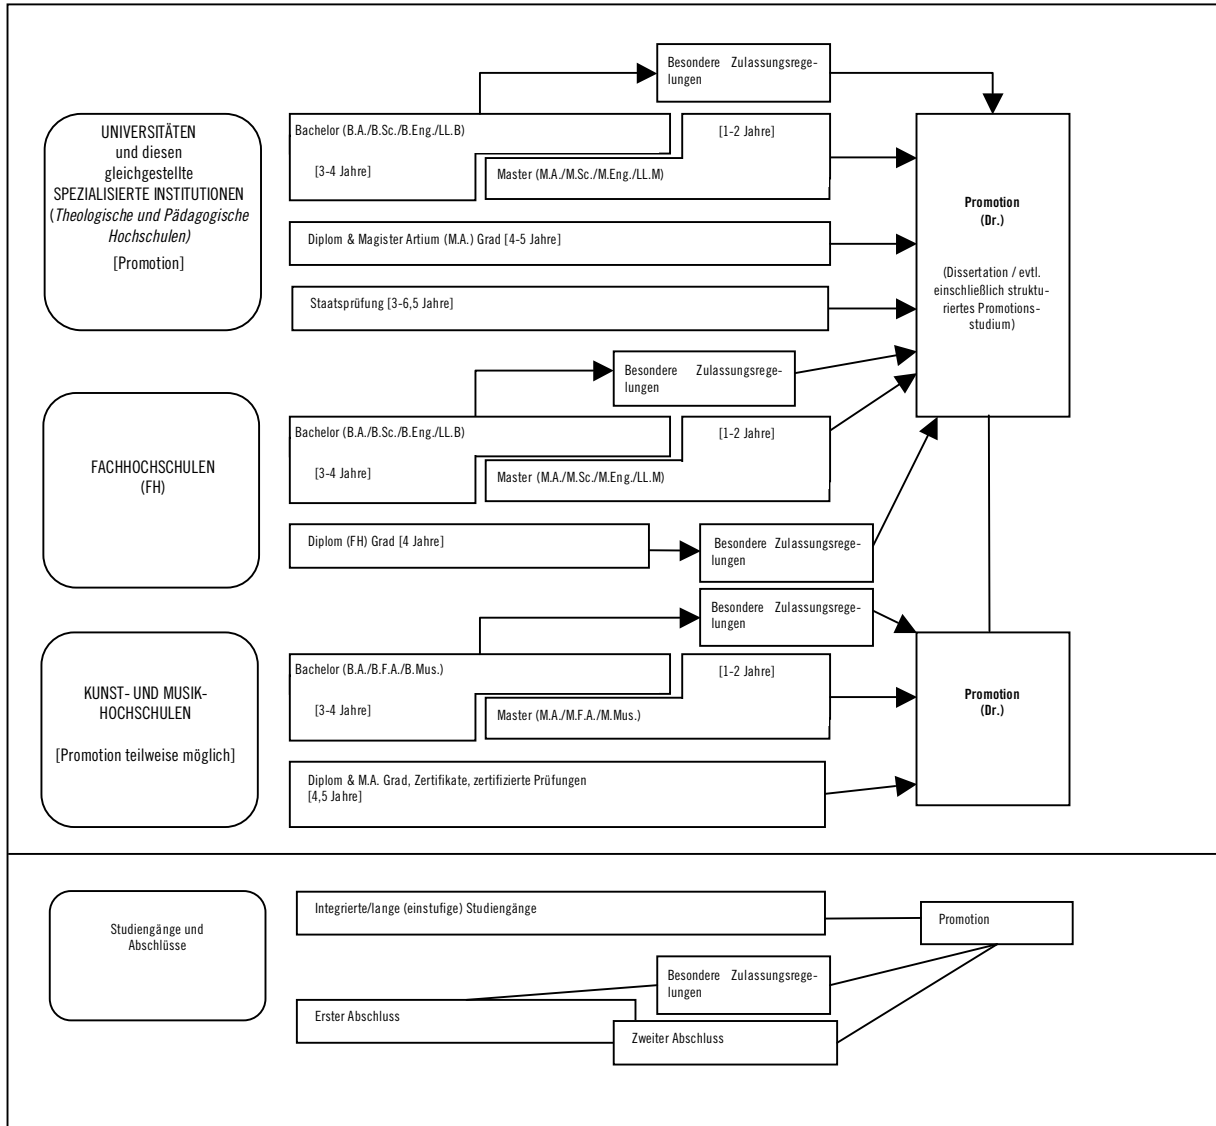 Besondere Zulassungsrege-
lungen
UNIVERSITÄTEN
und diesen
gleichgestellte
SPEZIALISIERTE INSTITUTIONEN
(Theologische und Pädagogische
Hochschulen)
[Promotion]
Bachelor (B.A./B.Sc./B.Eng./LL.B)
[3-4 Jahre]
[1-2 Jahre]
Master (M.A./M.Sc./M.Eng./LL.M)
Diplom & Magister Artium (M.A.) Grad [4-5 Jahre]
Staatsprüfung [3-6,5 Jahre]
Promotion
(Dr.)
(Dissertation / evtl.
einschließlich struktu-
riertes Promotions-
studium)
Besondere Zulassungsrege-
lungen
FACHHOCHSCHULEN
(FH)
Bachelor (B.A./B.Sc./B.Eng./LL.B)
[3-4 Jahre]
[1-2 Jahre]
Master (M.A./M.Sc./M.Eng./LL.M)
Diplom (FH) Grad [4 Jahre]
Besondere Zulassungsrege-
lungen
Besondere Zulassungsrege-
lungen
KUNST- UND MUSIK-
HOCHSCHULEN
[Promotion teilweise möglich]
Bachelor (B.A./B.F.A./B.Mus.)
[3-4 Jahre]
[1-2 Jahre]
Master (M.A./M.F.A./M.Mus.)
Diplom & M.A. Grad, Zertifikate, zertifizierte Prüfungen
[4,5 Jahre]
Promotion
(Dr.)
Studiengänge und
Abschlüsse
Integrierte/lange (einstufige) Studiengänge
Promotion
Besondere Zulassungsrege-
lungen
Erster Abschluss
Zweiter Abschluss